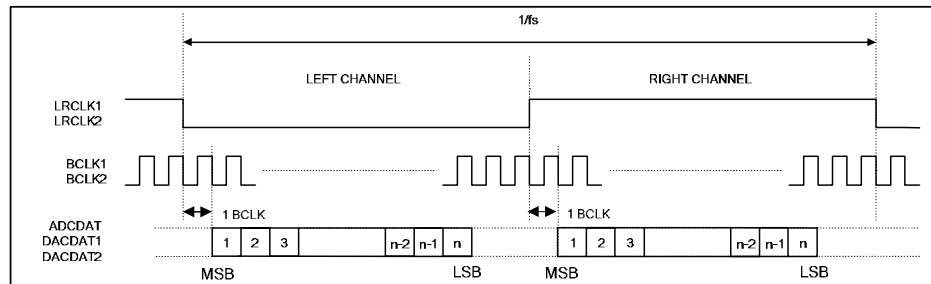 1/fs
LEFT CHANNEL RIGHT CHANNEL
LRCLK1
LRCLK2
BCLK1
BCLK2
1 BCLK 1 BCLK
ADCDAT
DACDAT1
DACDAT2
1 2 3 n-2 n-1 n 1 2 3 n-2 n-1 n
MSB LSB MSB LSB